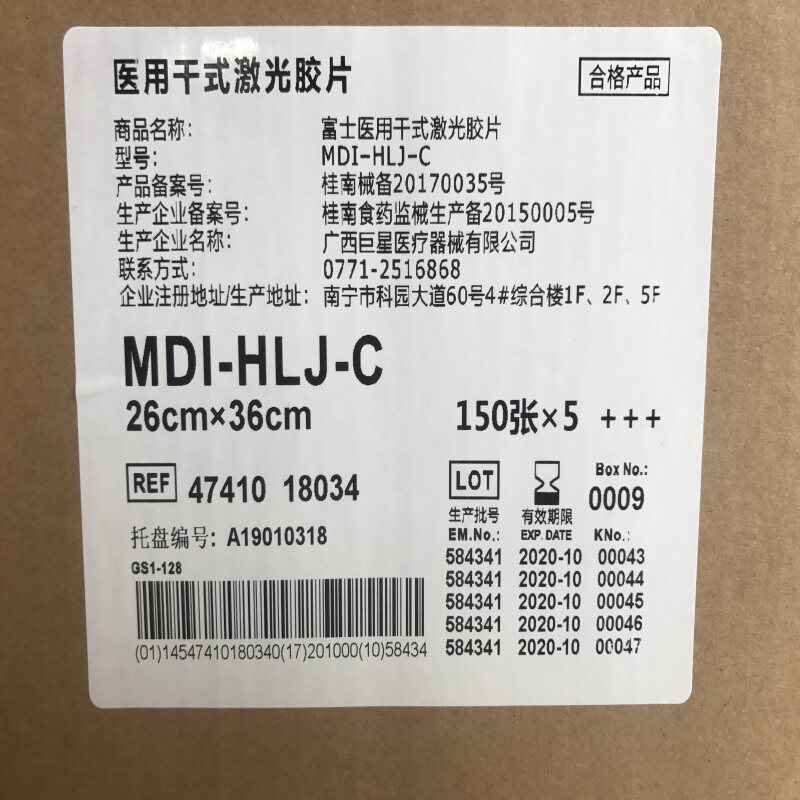 医用干式激光胶片 合格产品
商品名称: 富士医用干式激光胶片
型号: MDI-HLJ-C
产品备案号: 桂南械备20170035号
生产企业备案号: 桂南食药监械生产备20150005号
生产企业名称: 广西巨星医疗器械有限公司
联系方式: 0771-2516868
企业注册地址/生产地址: 南宁市科园大道60号4#综合楼1F、2F、5F
MDI-HLJ-C
26cm×36cm 150张×5 +++
REF 47410 18034
托盘编号: A19010318
GS1-128
(01)14547410180340(17)201000(10)58434
LOT Box No.:
0009
生产批号 有效期限
EM.No.: EXP. DATE KNo.:
584341 2020-10 00043
584341 2020-10 00044
584341 2020-10 00045
584341 2020-10 00046
584341 2020-10 00047